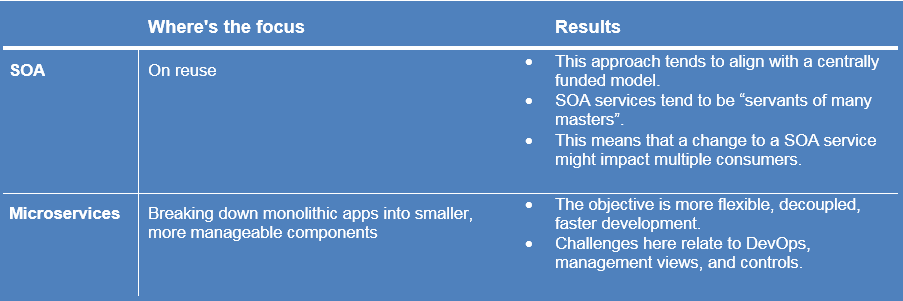 Where's the focus
Results
SOA
On reuse
• This approach tends to align with a centrally
funded model.
• SOA services tend to be “servants of many
masters”.
• This means that a change to a SOA service
might impact multiple consumers.
Microservices
Breaking down monolithic apps into smaller,
more manageable components
• The objective is more flexible, decoupled,
faster development.
• Challenges here relate to DevOps,
management views, and controls.